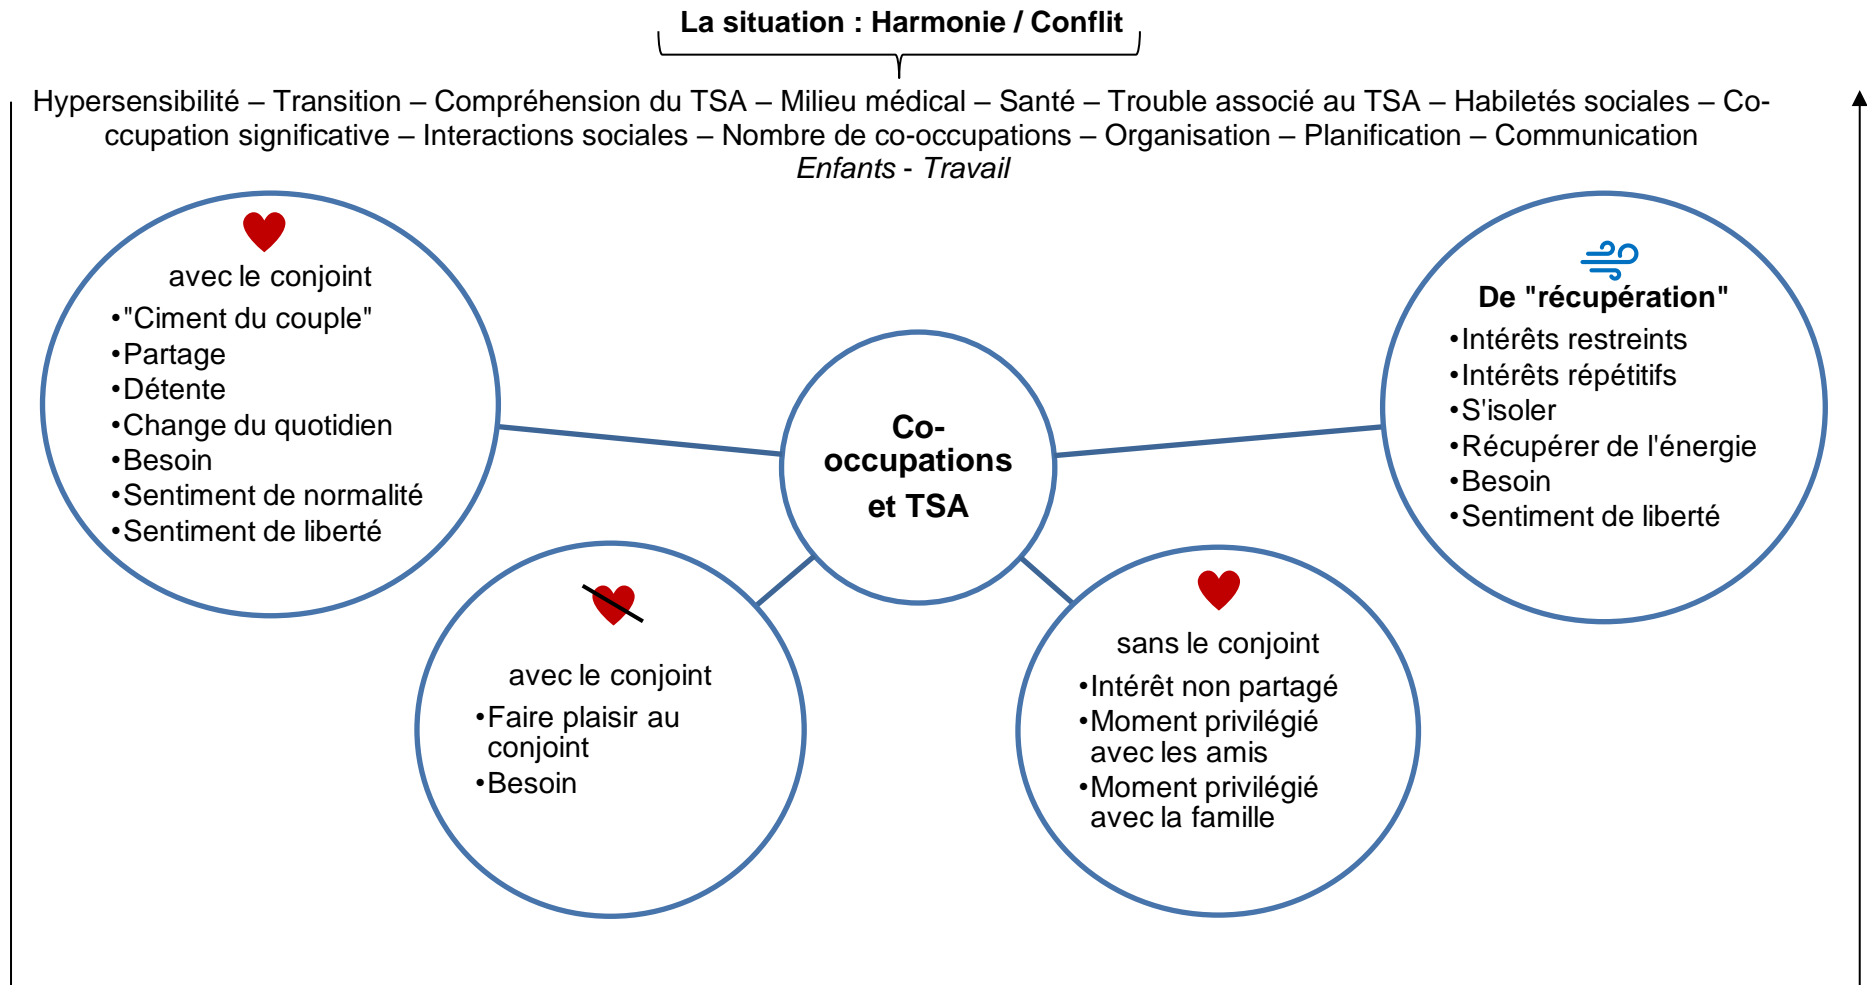 La situation : Harmonie / Conflit
Hypersensibilité – Transition – Compréhension du TSA – Milieu médical – Santé – Trouble associé au TSA – Habiletés sociales – Co-
ccupation significative – Interactions sociales – Nombre de co-occupations – Organisation – Planification – Communication
Enfants - Travail
avec le conjoint
•"Ciment du couple"
•Partage
•Détente
•Change du quotidien
•Besoin
•Sentiment de normalité
•Sentiment de liberté
avec le conjoint
•Faire plaisir au
conjoint
•Besoin
Co-
occupations
et TSA
sans le conjoint
•Intérêt non partagé
•Moment privilégié
avec les amis
•Moment privilégié
avec la famille
De "récupération"
•Intérêts restreints
•Intérêts répétitifs
•S'isoler
•Récupérer de l'énergie
•Besoin
•Sentiment de liberté